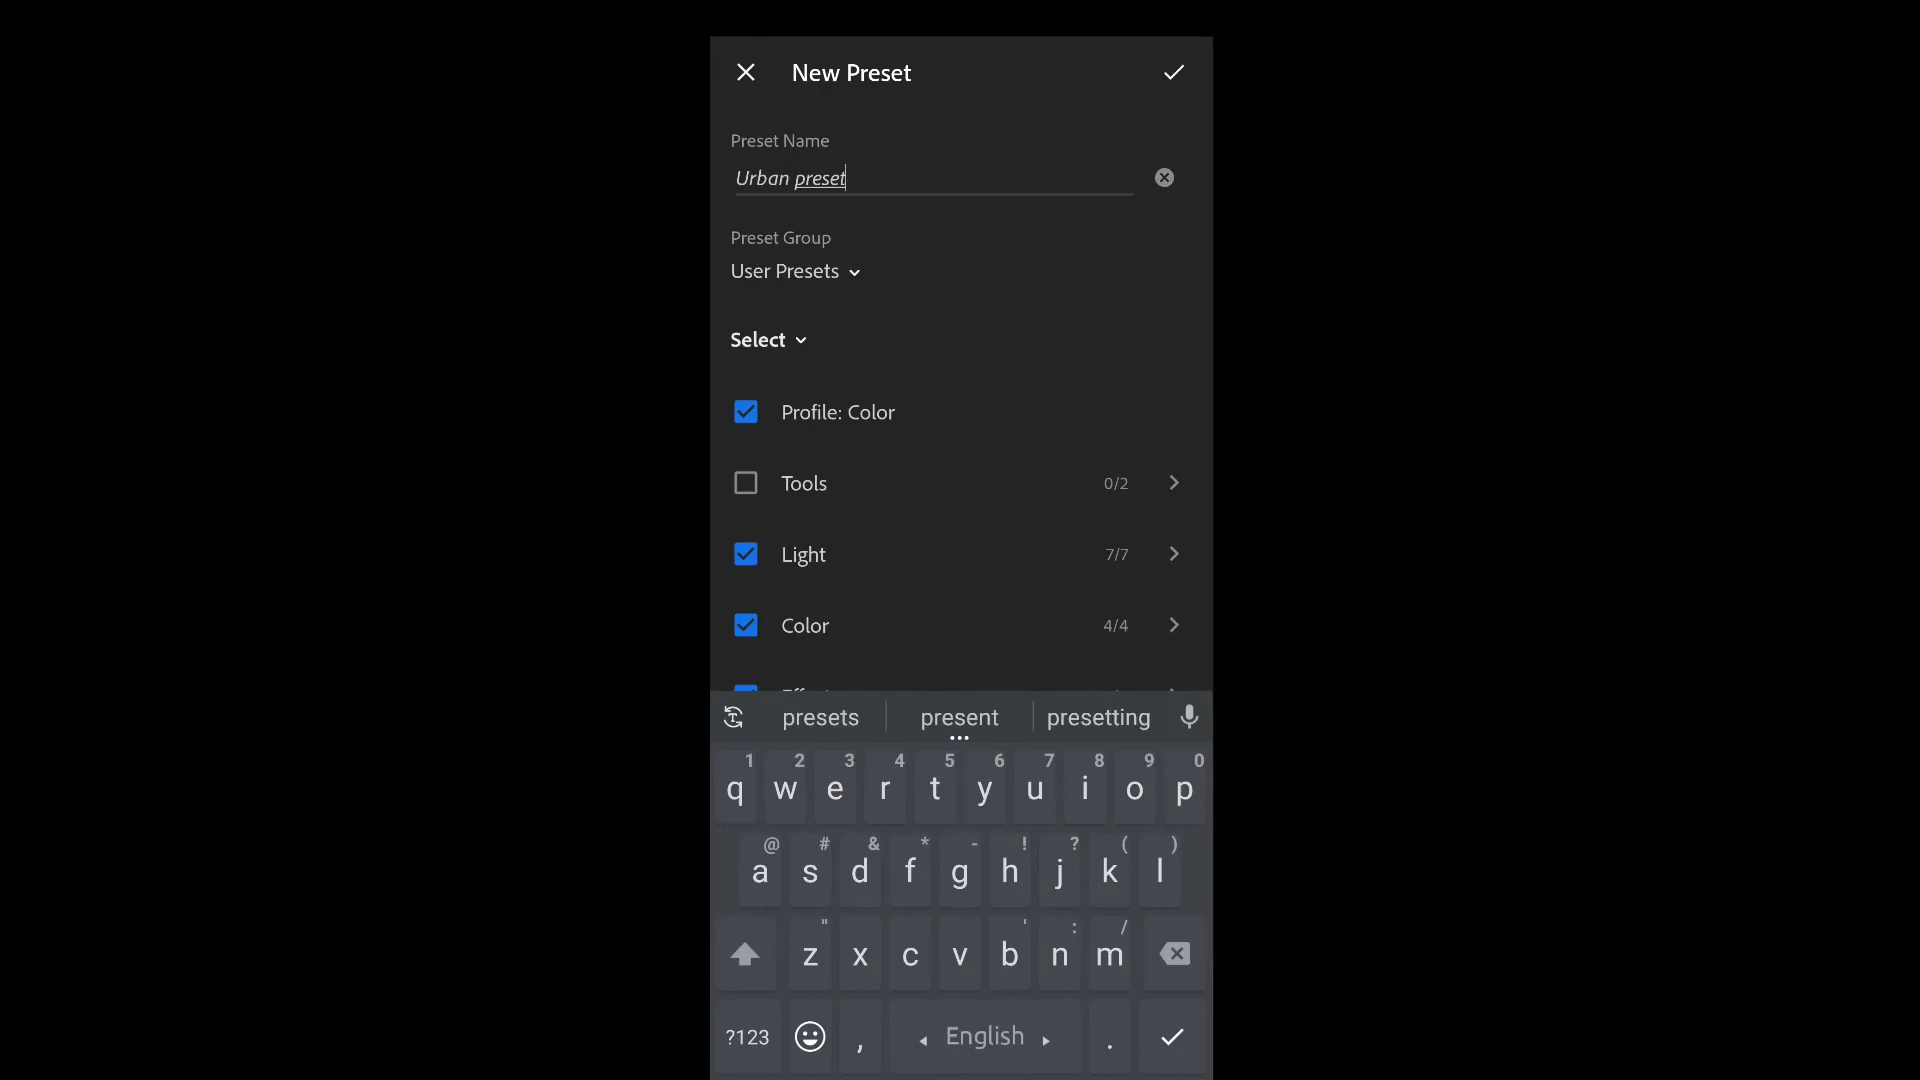 New Preset
Preset Name
Urban preset
Preset Group
User Presets
Select
Profile: Color
Tools 0/2
Light 7/7
Color 4/4
presets present presetting
1 2 3 4 5 6 7 8 9 0
q w e r t y u i o p
@ # & * - ! ? ( )
a s d f g h j k l
" ' : /
z x c v b n m
?123 , English .